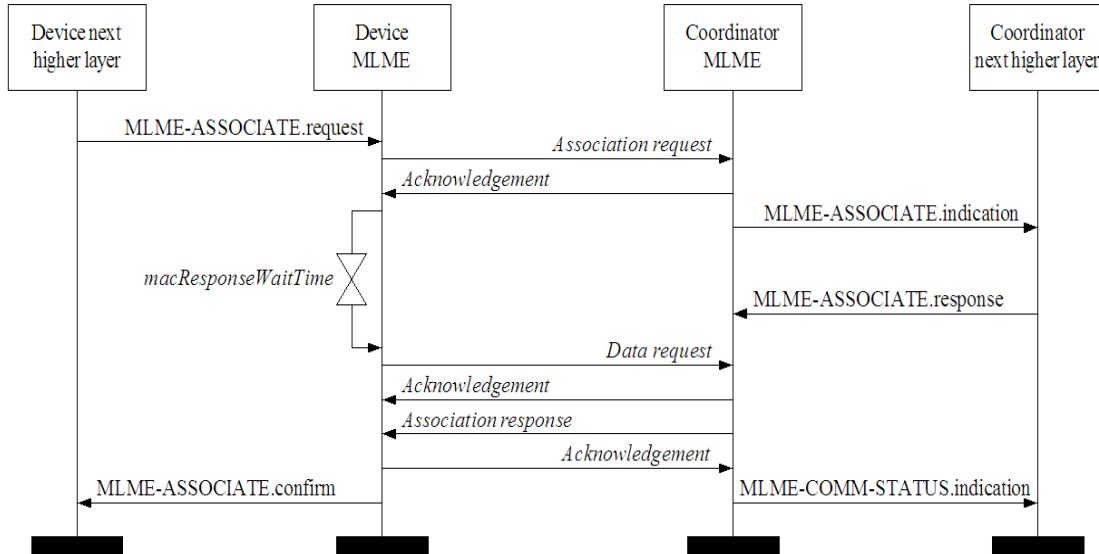 Device next
higher layer
Device
MLME
Coordinator
MLME
Coordinator
next higher layer
MLME-ASSOCIATE.request
Association request
Acknowledgement
MLME-ASSOCIATE.indication
macResponseWaitTime
MLME-ASSOCIATE.response
Data request
Acknowledgement
Association response
Acknowledgement
MLME-ASSOCIATE.confirm
MLME-COMM-STATUS.indication